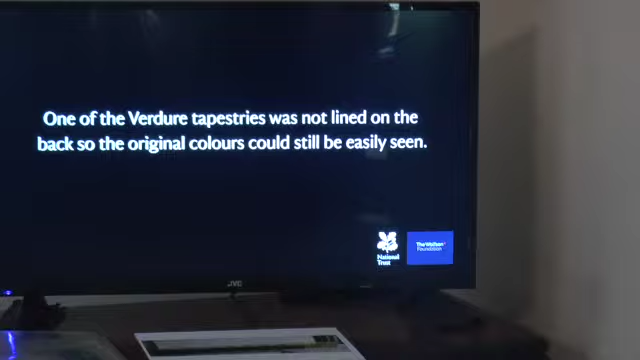 One of the Verdure tapestries was not lined on the
back so the original colours could still be easily seen.
National
Trust
The Wolfson
Foundation
JVC